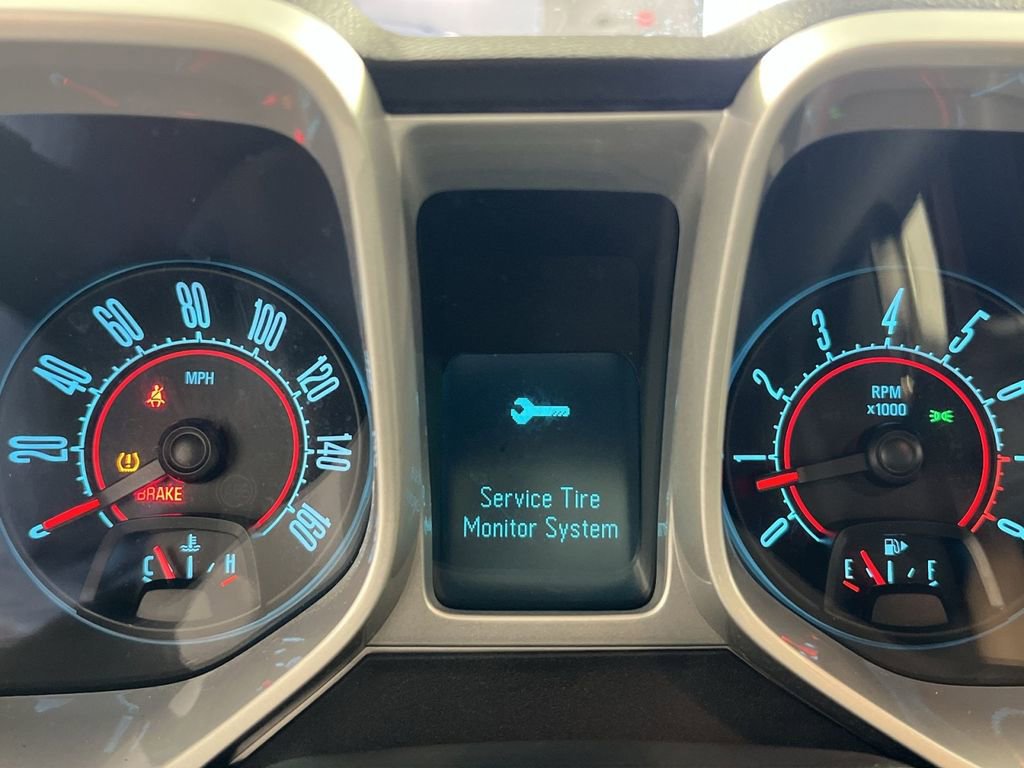 20
40
60
80
100
120
140
160
MPH
BRAKE
C
H
Service Tire
Monitor System
0
1
2
3
4
5
RPM
x1000
E
F